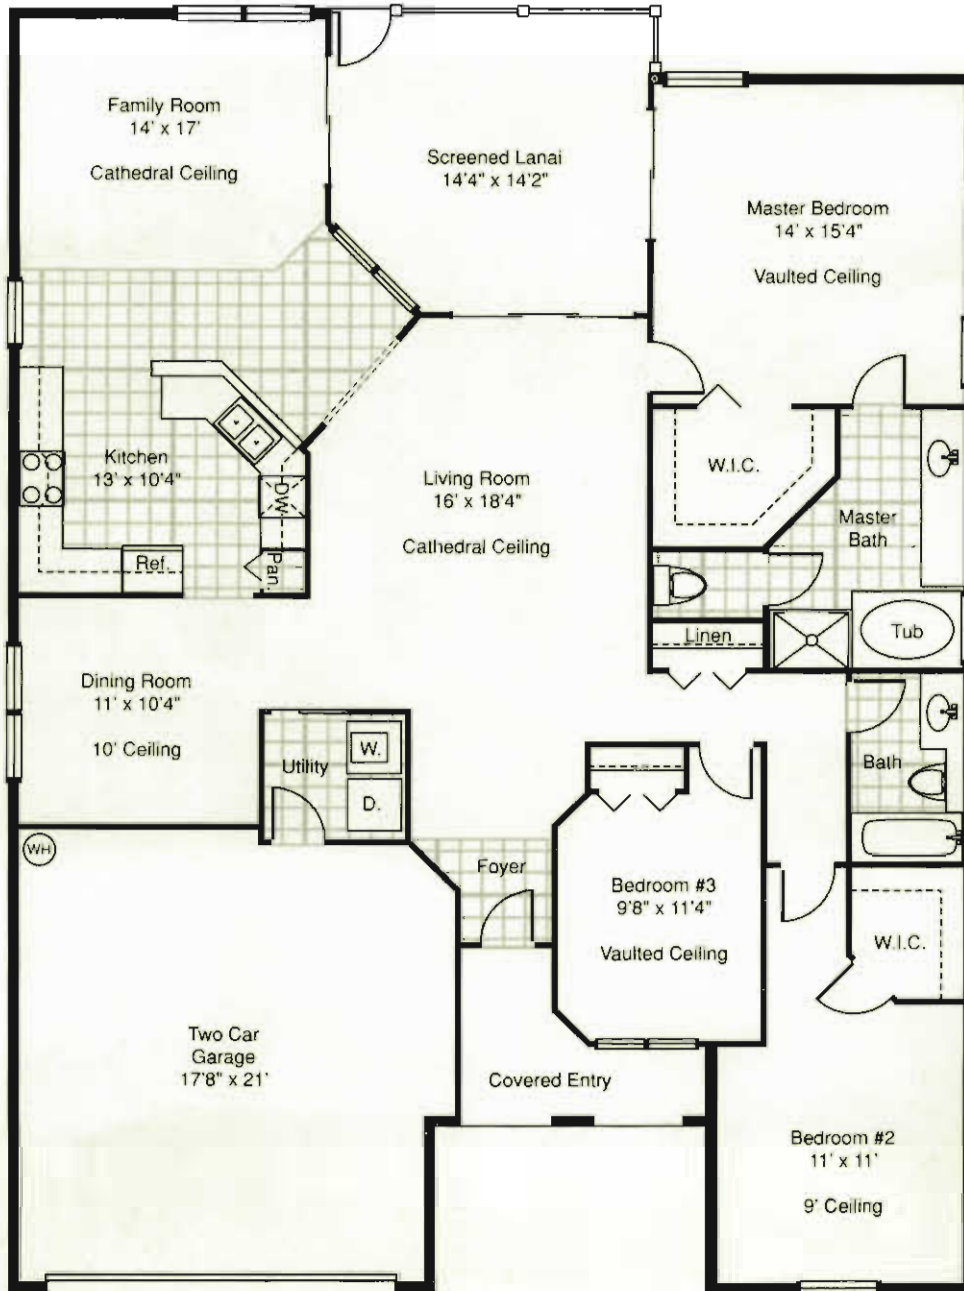 Family Room
14' x 17'
Cathedral Ceiling
Screened Lanai
14'4" x 14'2"
Master Bedroom
14' x 15'4"
Vaulted Ceiling
Kitchen
13' x 10'4"
DW
Ref.
Pan.
Living Room
16' x 18'4"
Cathedral Ceiling
W.I.C.
Master
Bath
Linen
Tub
Dining Room
11' x 10'4"
10' Ceiling
Utility
W.
D.
Bath
WH
Foyer
Bedroom #3
9'8" x 11'4"
Vaulted Ceiling
W.I.C.
Two Car
Garage
17'8" x 21'
Covered Entry
Bedroom #2
11' x 11'
9' Ceiling